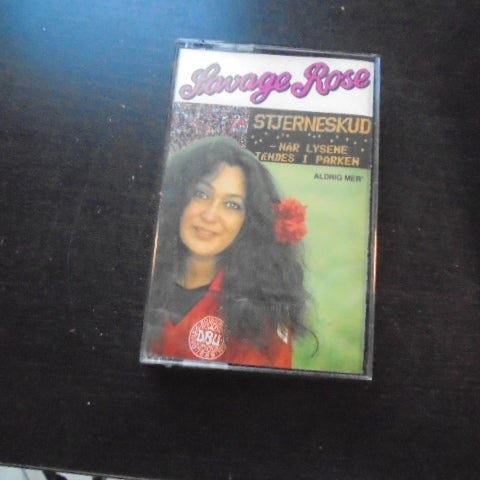 Savage Rose
STJERNESKUD
- NÅR LYSENE
TÆNDES I PARKEN
ALDRIG MER'
DBU